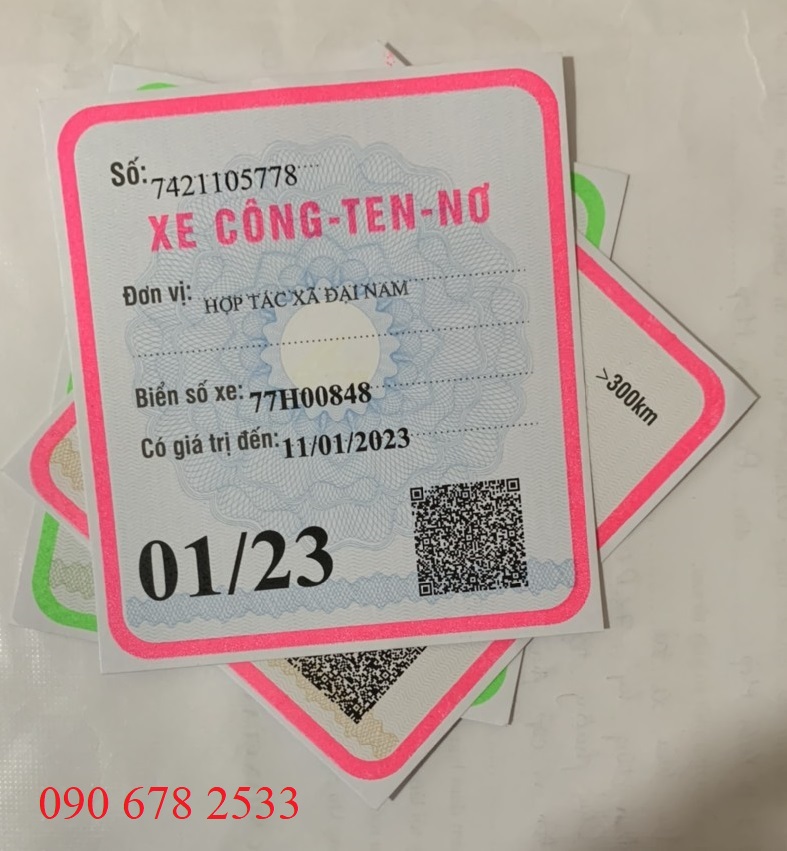 Số: 7421105778
XE CÔNG-TEN-NƠ
Đơn vị: HỢP TÁC XÃ ĐẠI NAM
Biển số xe: 77H00848
Có giá trị đến: 11/01/2023
01/23
>300km
090 678 2533